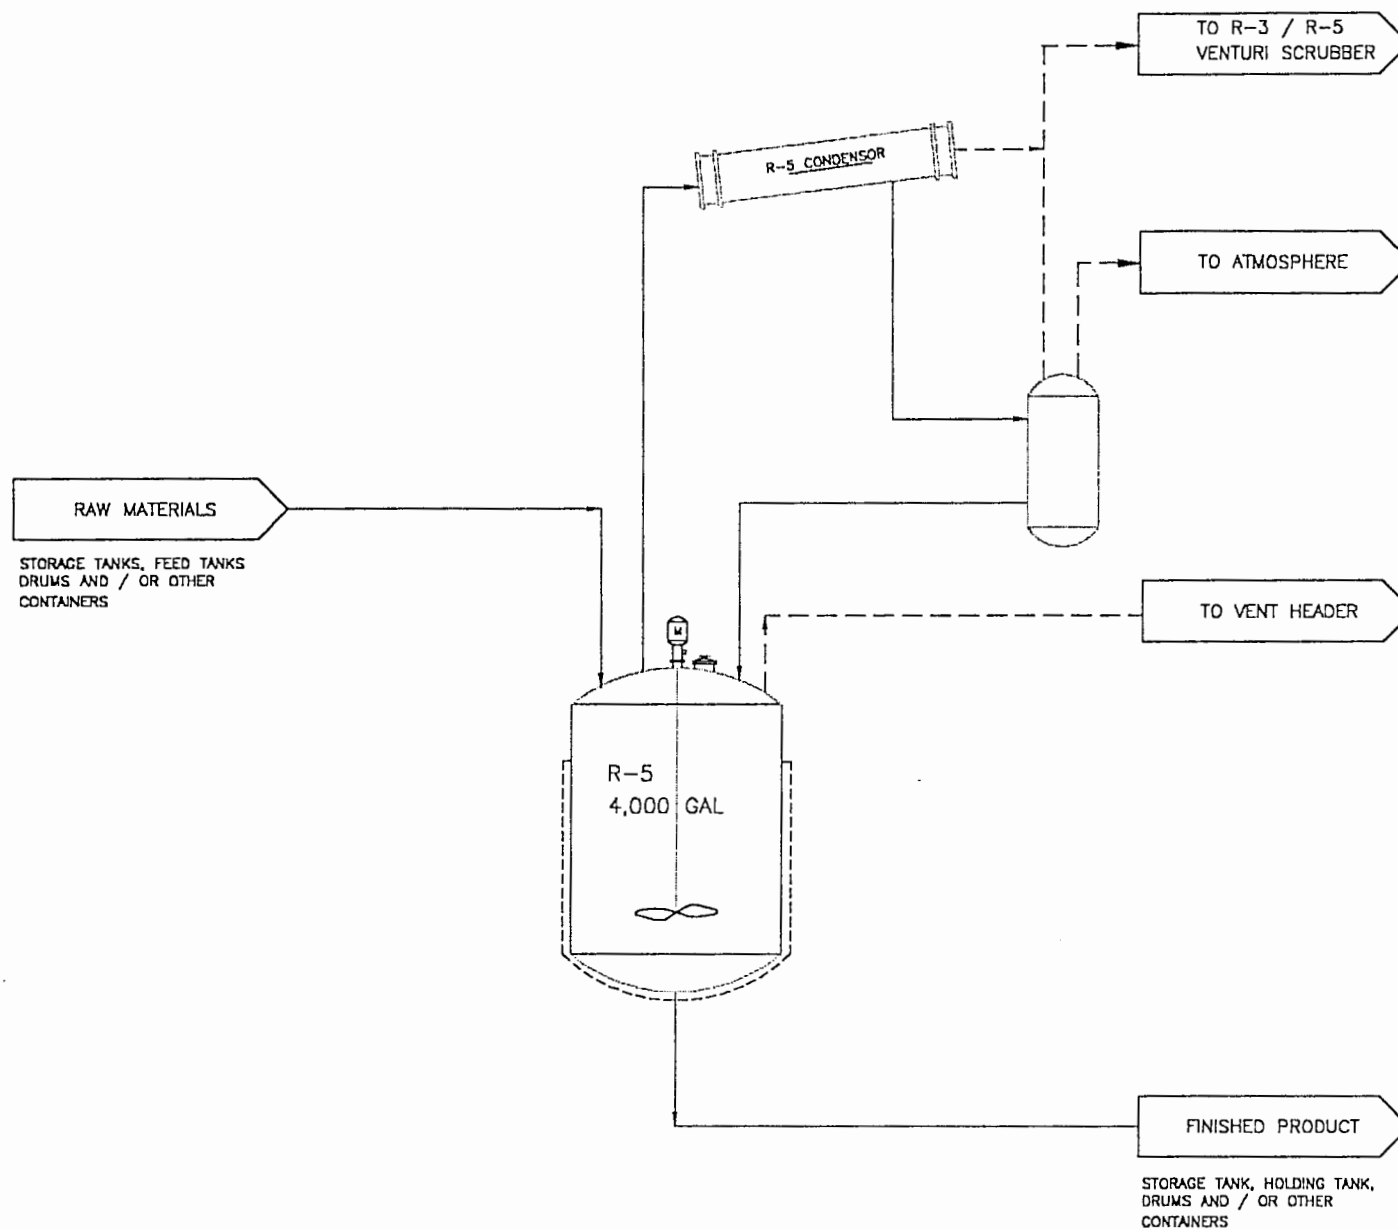 TO R-3 / R-5
VENTURI SCRUBBER
R-5 CONDENSOR
TO ATMOSPHERE
RAW MATERIALS
STORAGE TANKS, FEED TANKS
DRUMS AND / OR OTHER
CONTAINERS
TO VENT HEADER
M
R-5
4,000 GAL
FINISHED PRODUCT
STORAGE TANK, HOLDING TANK,
DRUMS AND / OR OTHER
CONTAINERS